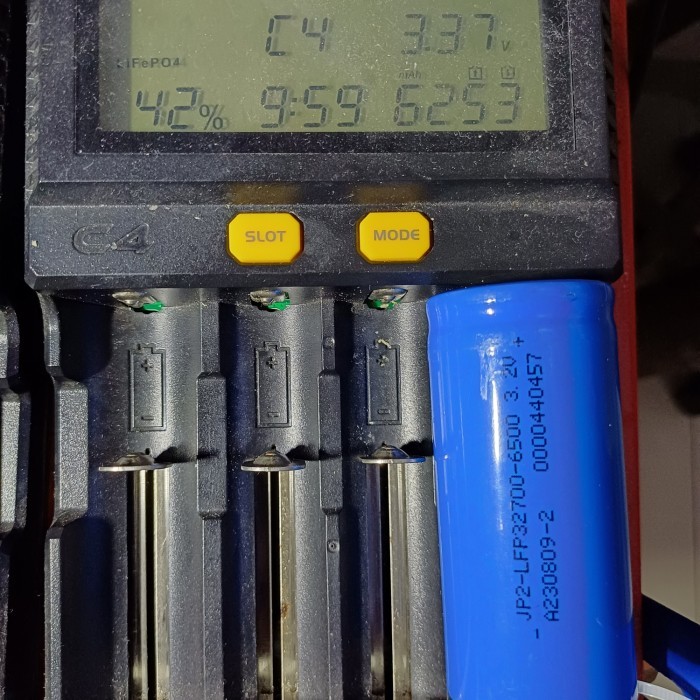 C4 3.37 V
LiFePO4
mAh
42% 9:59 6253
SLOT
MODE
C4
JP2-LFP32700-6500 3.2V +
- A230809-2 0000440457